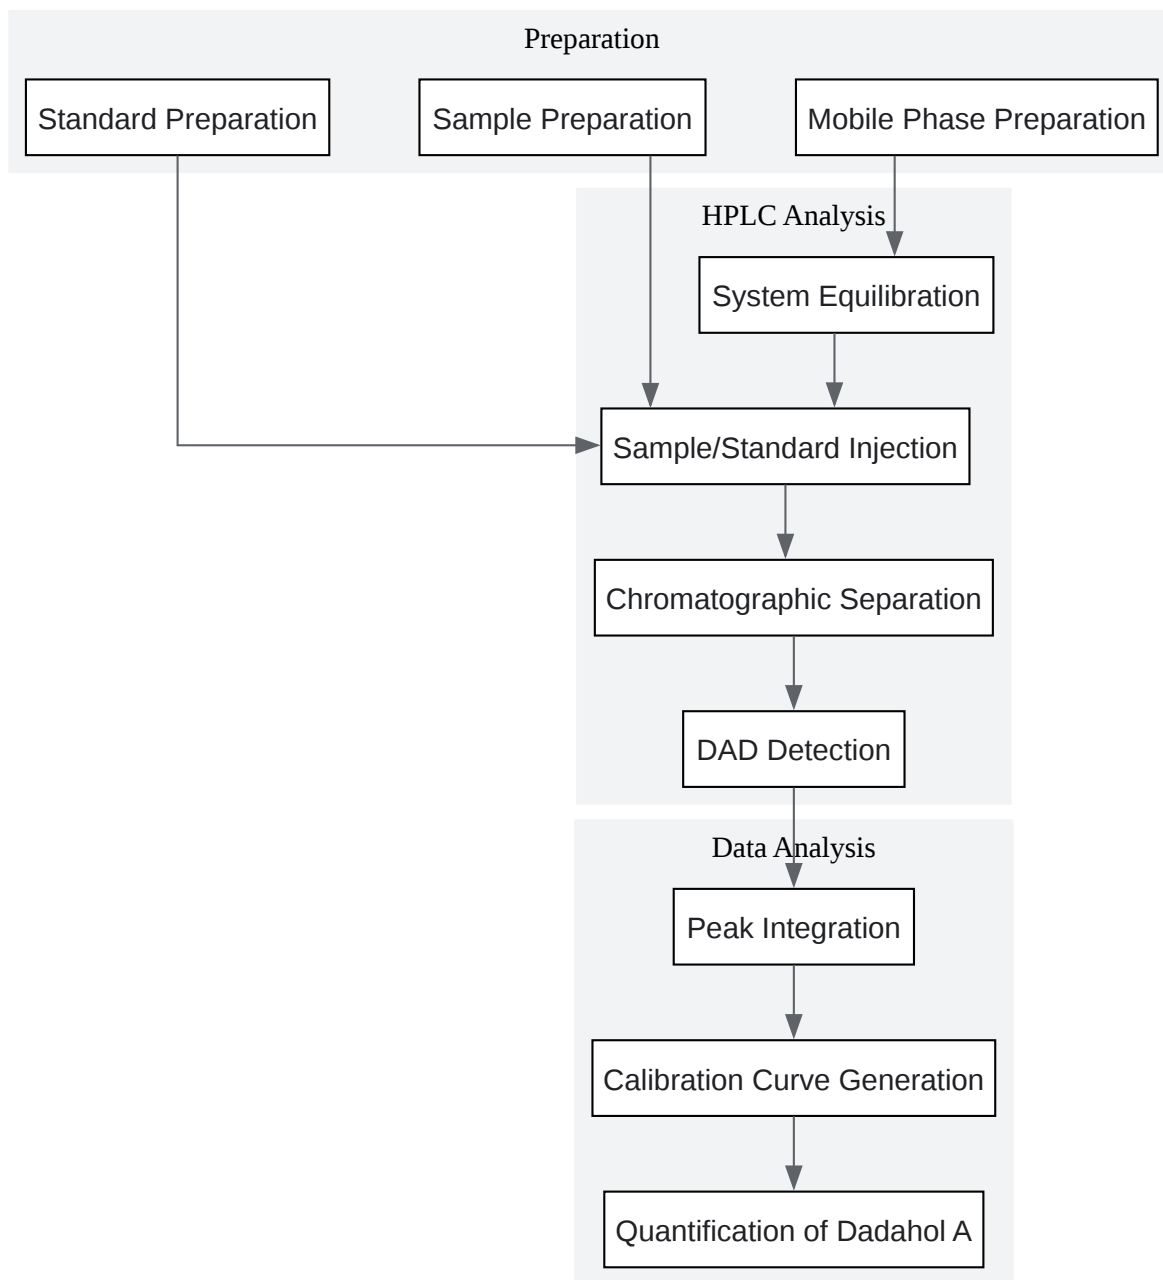 Preparation
Standard Preparation
Sample Preparation
Mobile Phase Preparation
HPLC Analysis
System Equilibration
Sample/Standard Injection
Chromatographic Separation
DAD Detection
Data Analysis
Peak Integration
Calibration Curve Generation
Quantification of Dadahol A